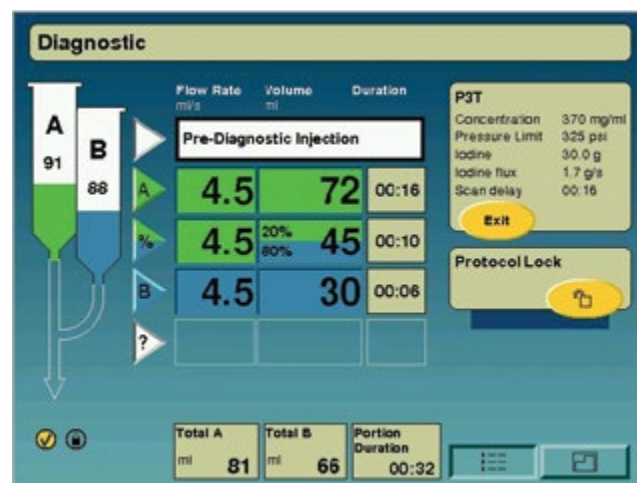 Diagnostic
Flow Rate Volume Duration
ml/s ml
A
91
B
88
Pre-Diagnostic Injection
A 4.5 72 00:16
% 4.5 20% 80% 45 00:10
B 4.5 30 00:06
?
Total A Total B Portion Duration
ml 81 ml 66 00:32
P3T
Concentration 370 mg/ml
Pressure Limit 325 psi
Iodine 30.0 g
Iodine flux 1.7 g/s
Scan delay 00:16
Exit
Protocol Lock